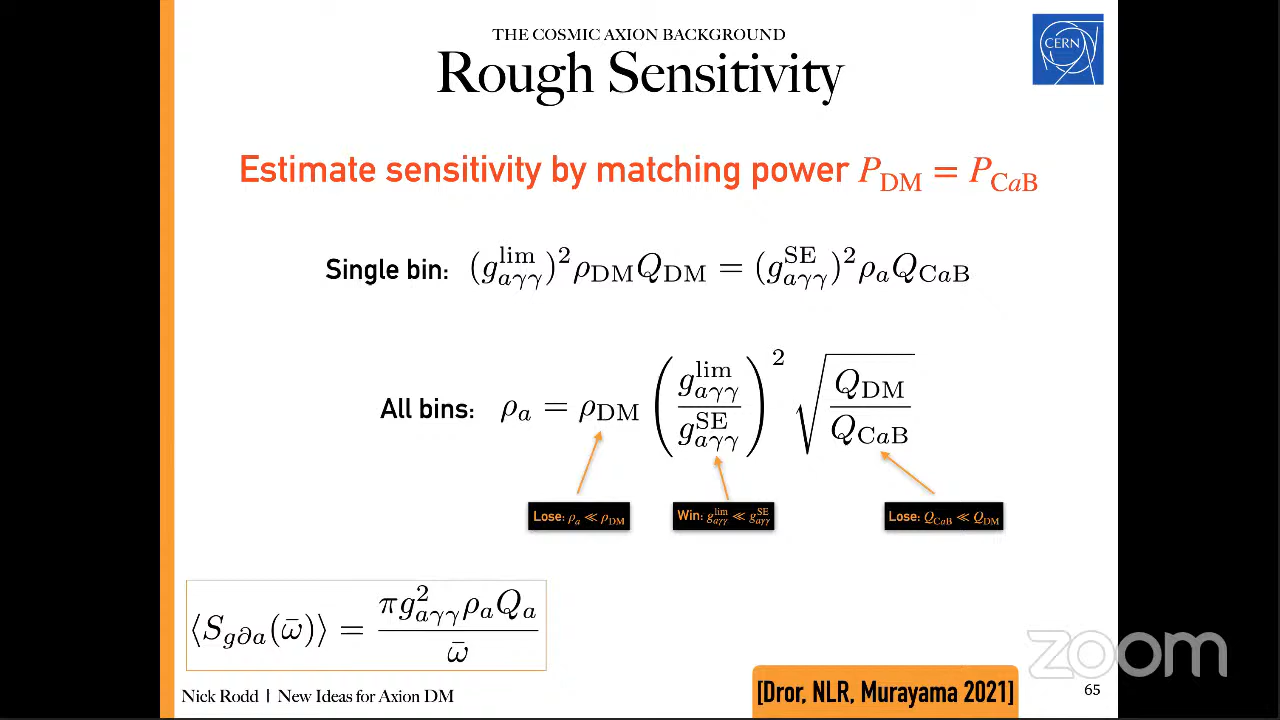 THE COSMIC AXION BACKGROUND
Rough Sensitivity
CERN
Estimate sensitivity by matching power P_DM = P_CaB
Single bin: (g_aγγ^lim)^2 ρ_DM Q_DM = (g_aγγ^SE)^2 ρ_a Q_CaB
All bins: ρ_a = ρ_DM (g_aγγ^lim / g_aγγ^SE)^2 √(Q_DM / Q_CaB)
Lose: ρ_a ≪ ρ_DM
Win: g_aγγ^lim ≪ g_aγγ^SE
Lose: Q_CaB ≪ Q_DM
⟨S_g∂a(ω̄)⟩ = πg_aγγ^2 ρ_a Q_a / ω̄
zoom
Nick Rodd | New Ideas for Axion DM
[Dror, NLR, Murayama 2021]
65